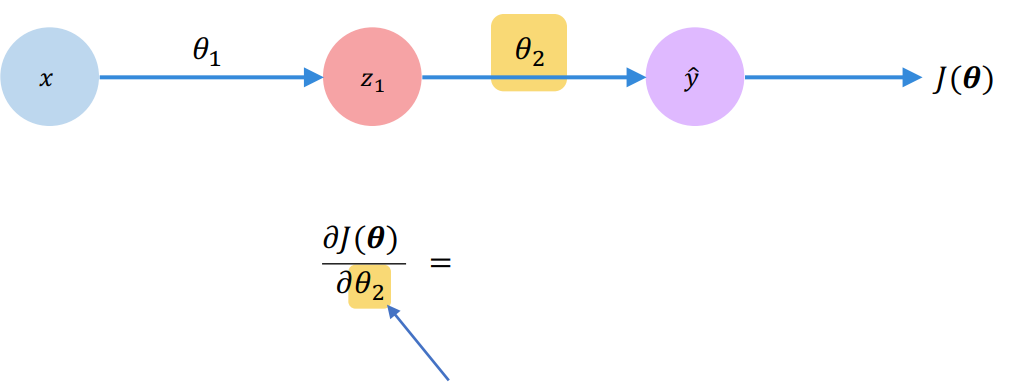 x θ₁ z₁ θ₂ ŷ J(θ)
∂J(θ)
∂θ₂
=